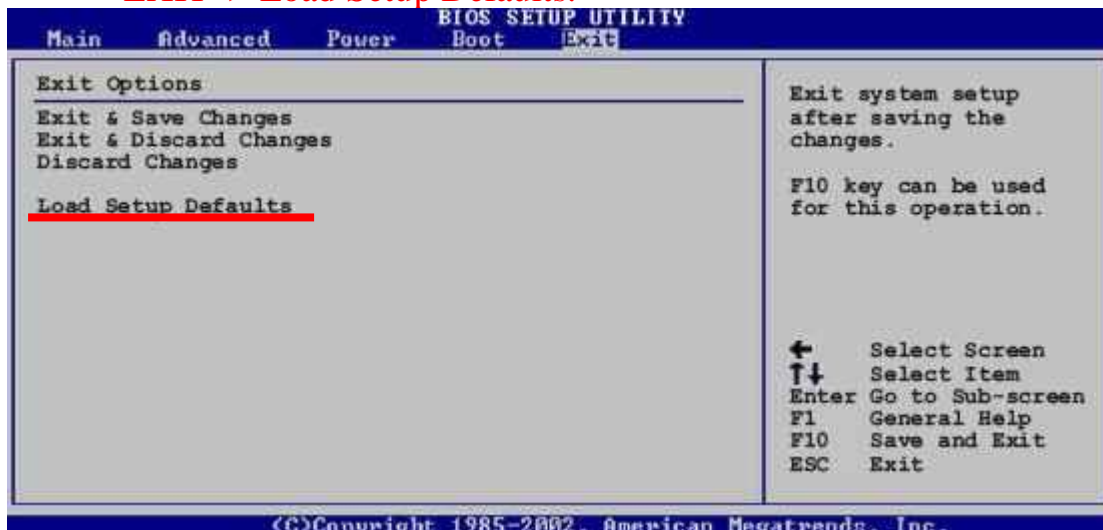 Load Setup Defaults.
BIOS SETUP UTILITY
Main Advanced Power Boot Exit
Exit Options
Exit & Save Changes
Exit & Discard Changes
Discard Changes
Load Setup Defaults
Exit system setup
after saving the
changes.
F10 key can be used
for this operation.
← Select Screen
↑↓ Select Item
Enter Go to Sub-screen
F1 General Help
F10 Save and Exit
ESC Exit
(C)Copyright 1985-2002, American Megatrends, Inc.